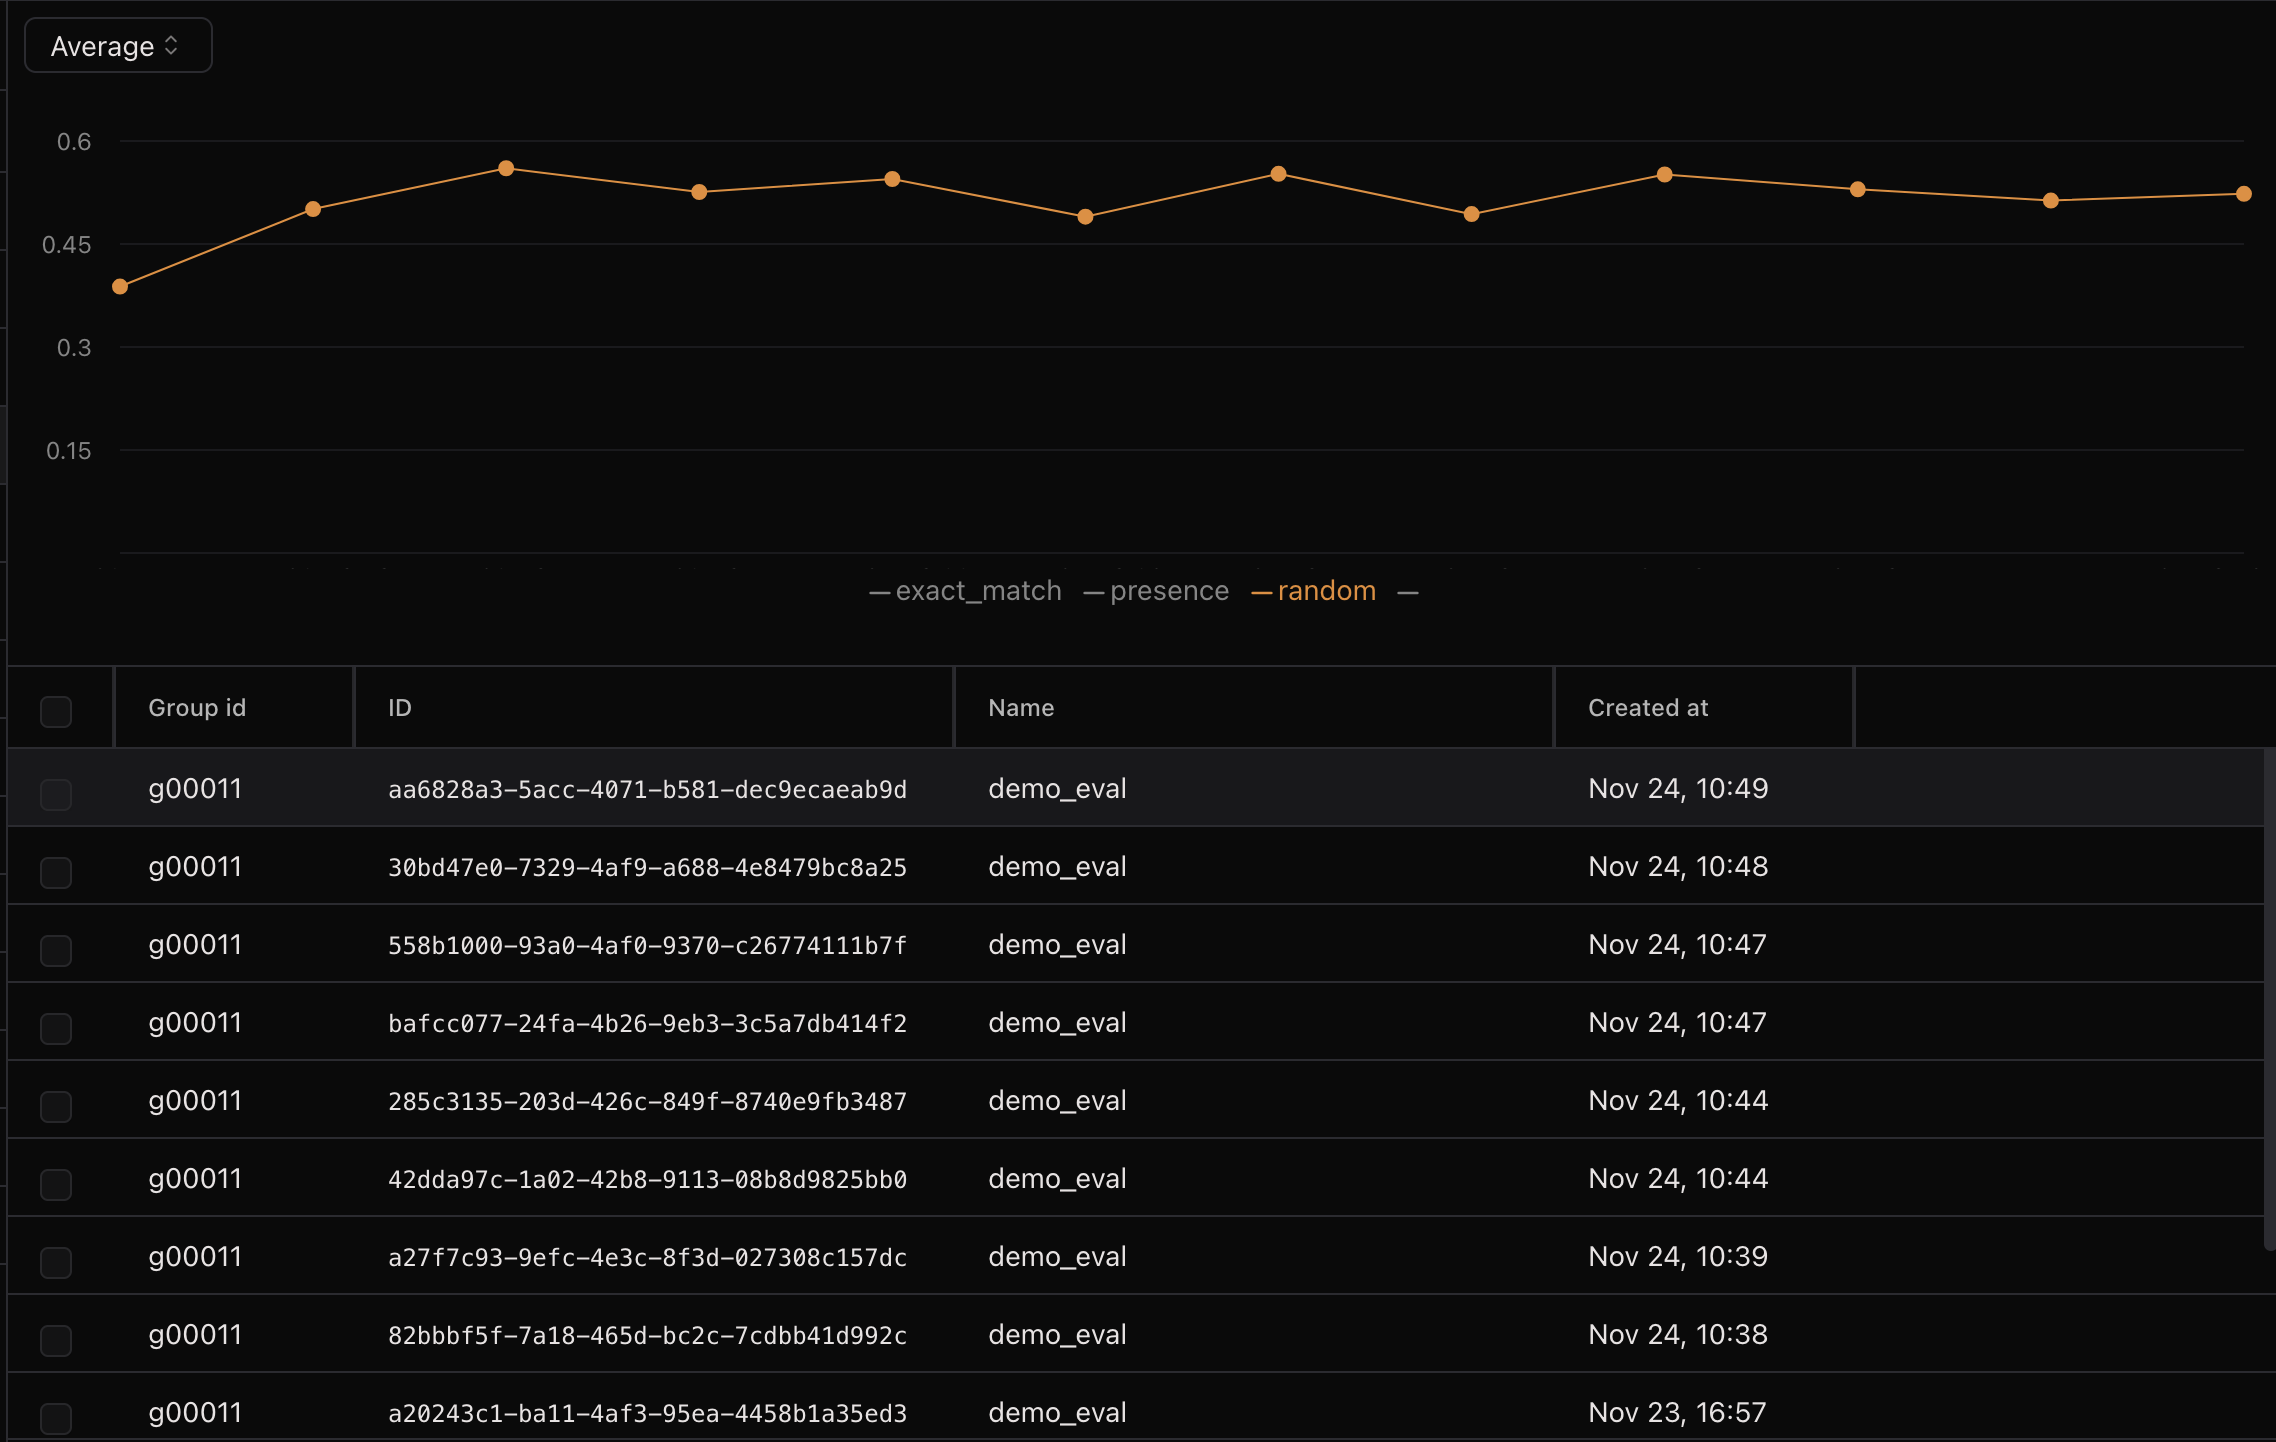 Average
0.6
0.45
0.3
0.15
exact_match presence random
Group id ID Name Created at
g00011 aa6828a3-5acc-4071-b581-dec9ecaeab9d demo_eval Nov 24, 10:49
g00011 30bd47e0-7329-4af9-a688-4e8479bc8a25 demo_eval Nov 24, 10:48
g00011 558b1000-93a0-4af0-9370-c26774111b7f demo_eval Nov 24, 10:47
g00011 bafcc077-24fa-4b26-9eb3-3c5a7db414f2 demo_eval Nov 24, 10:47
g00011 285c3135-203d-426c-849f-8740e9fb3487 demo_eval Nov 24, 10:44
g00011 42dda97c-1a02-42b8-9113-08b8d9825bb0 demo_eval Nov 24, 10:44
g00011 a27f7c93-9efc-4e3c-8f3d-027308c157dc demo_eval Nov 24, 10:39
g00011 82bbbf5f-7a18-465d-bc2c-7cdbb41d992c demo_eval Nov 24, 10:38
g00011 a20243c1-ba11-4af3-95ea-4458b1a35ed3 demo_eval Nov 23, 16:57